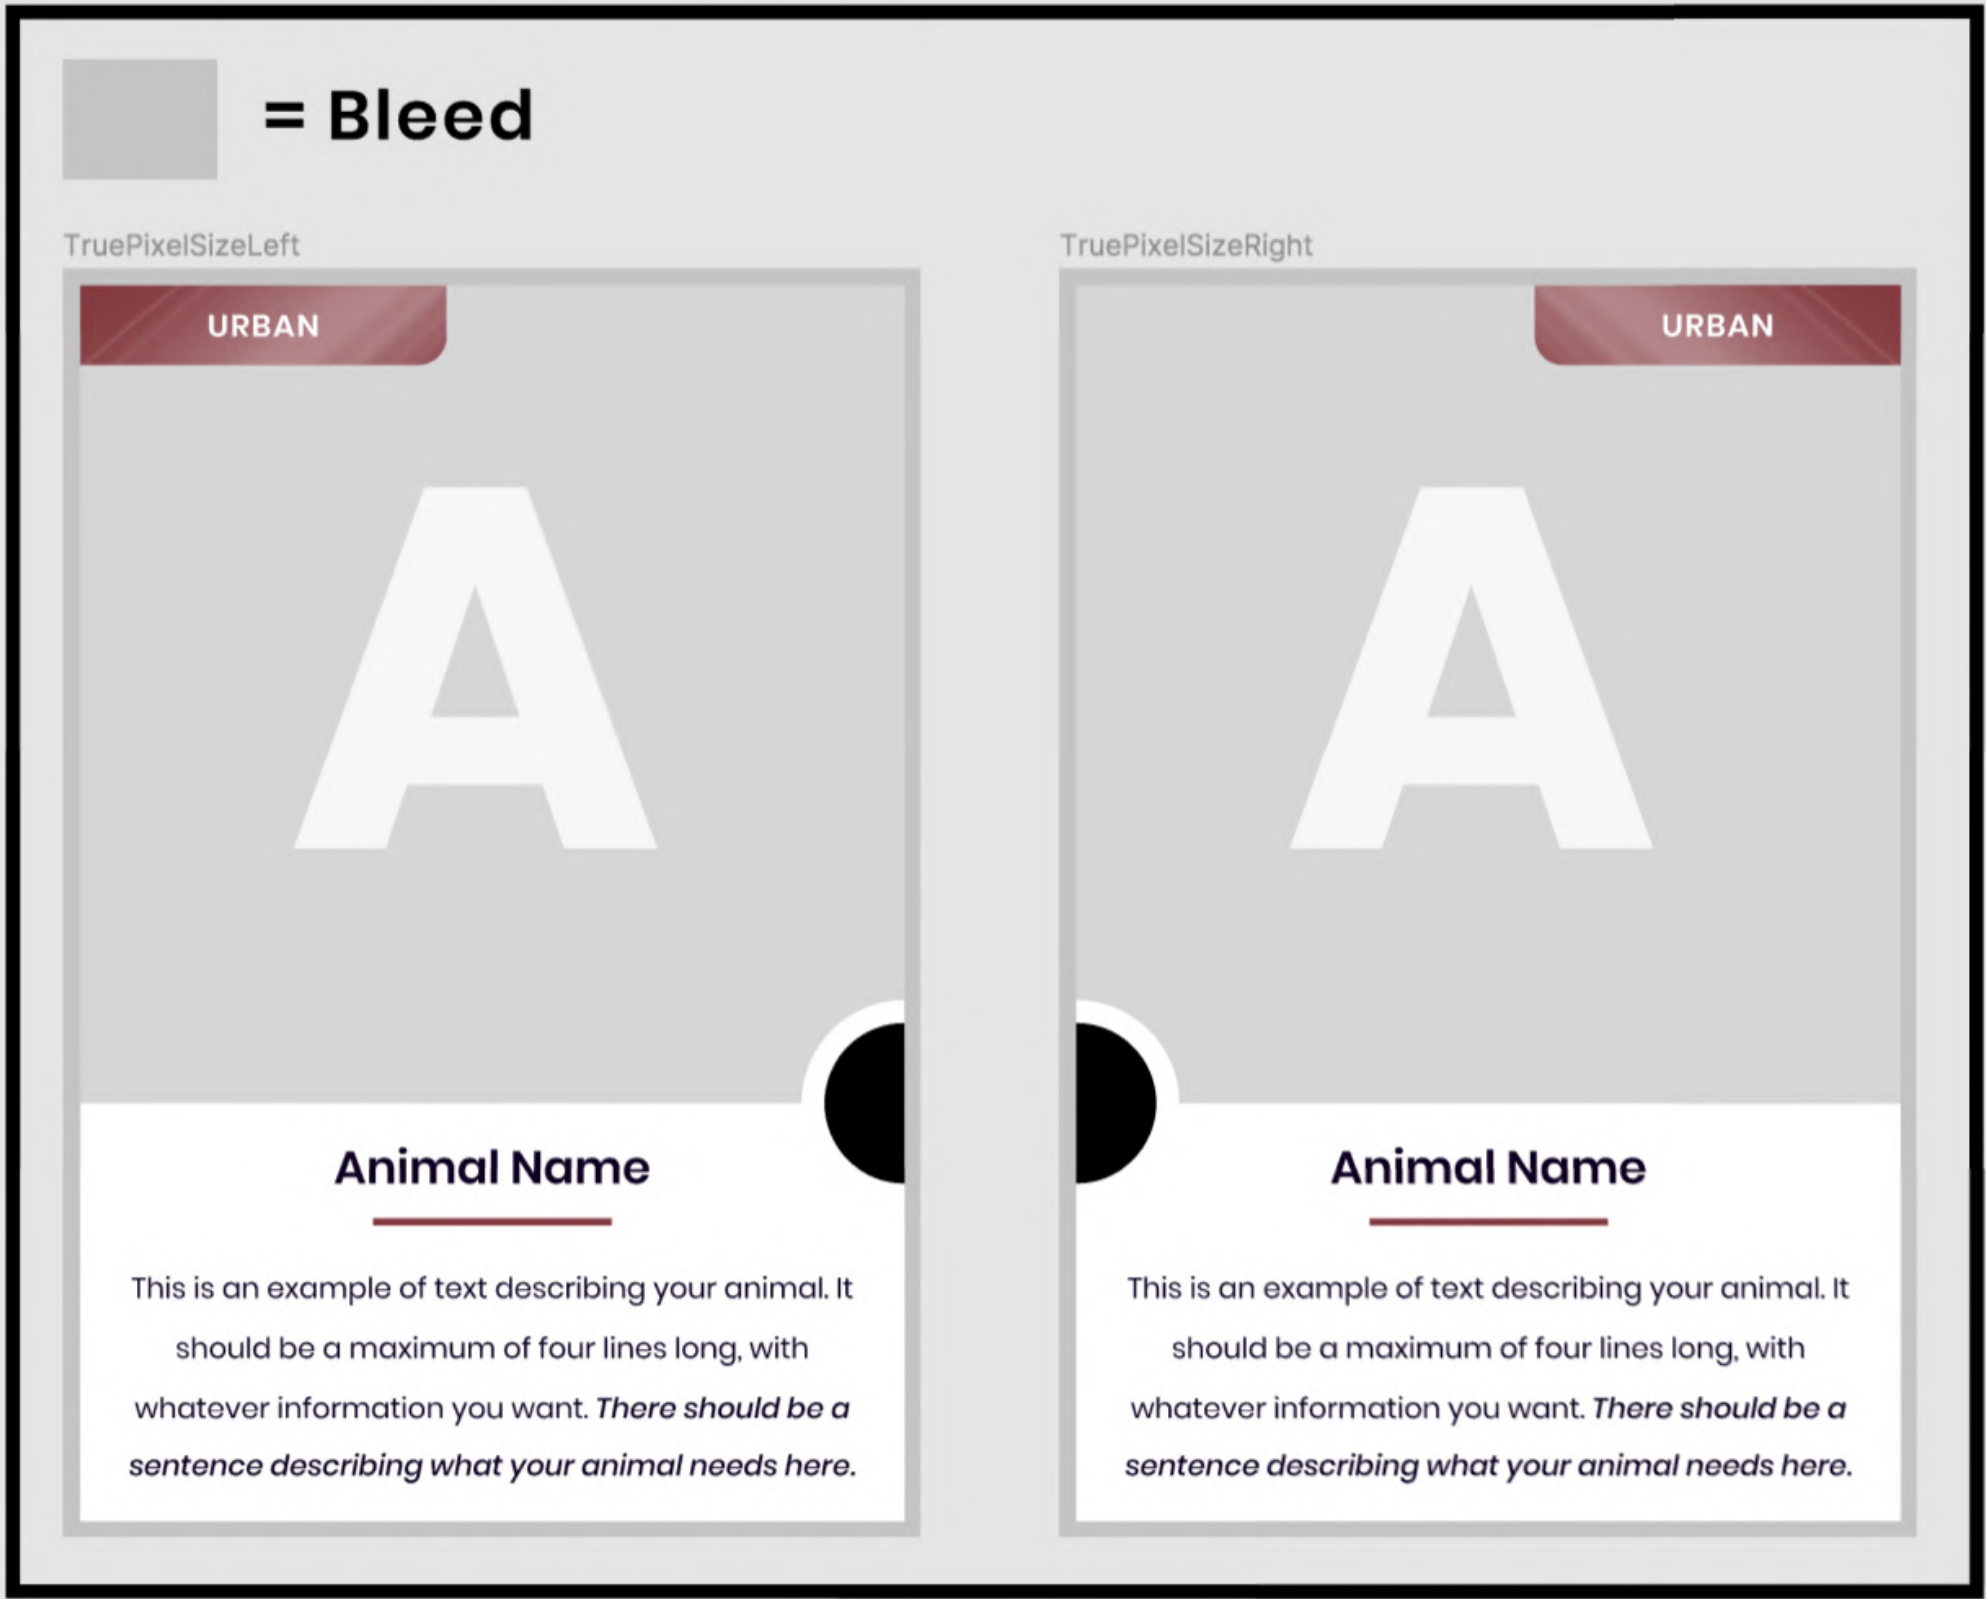 = Bleed
TruePixelSizeLeft
URBAN
A
Animal Name
This is an example of text describing your animal. It
should be a maximum of four lines long, with
whatever information you want. There should be a
sentence describing what your animal needs here.
TruePixelSizeRight
URBAN
A
Animal Name
This is an example of text describing your animal. It
should be a maximum of four lines long, with
whatever information you want. There should be a
sentence describing what your animal needs here.